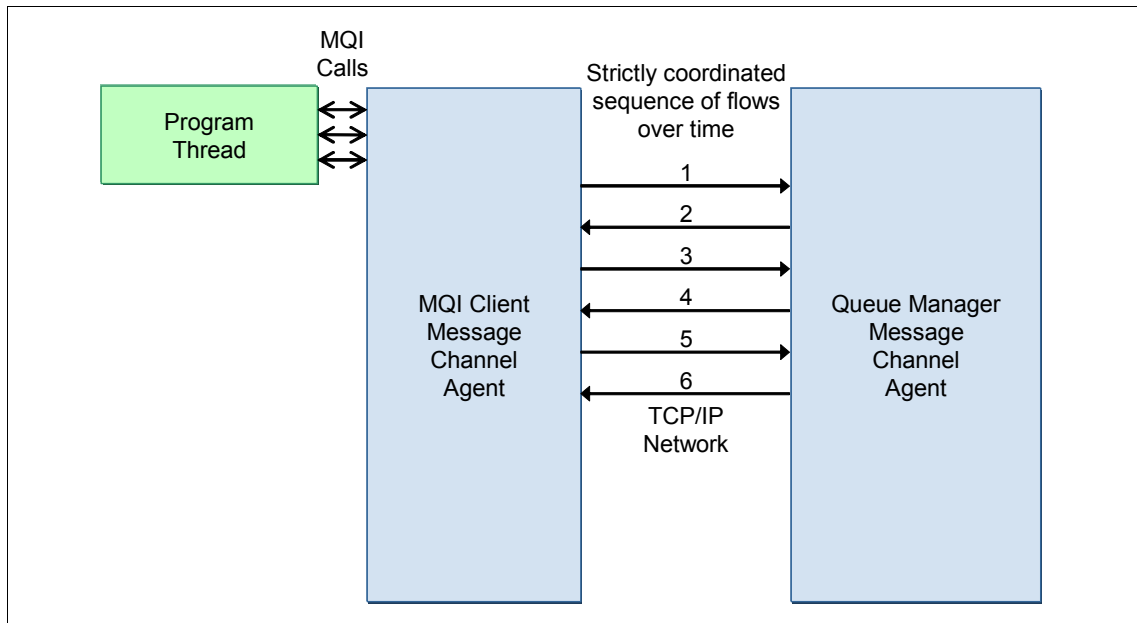 MQI
Calls
Program
Thread
Strictly coordinated
sequence of flows
over time
1
2
3
4
5
6
TCP/IP
Network
MQI Client
Message
Channel
Agent
Queue Manager
Message
Channel
Agent